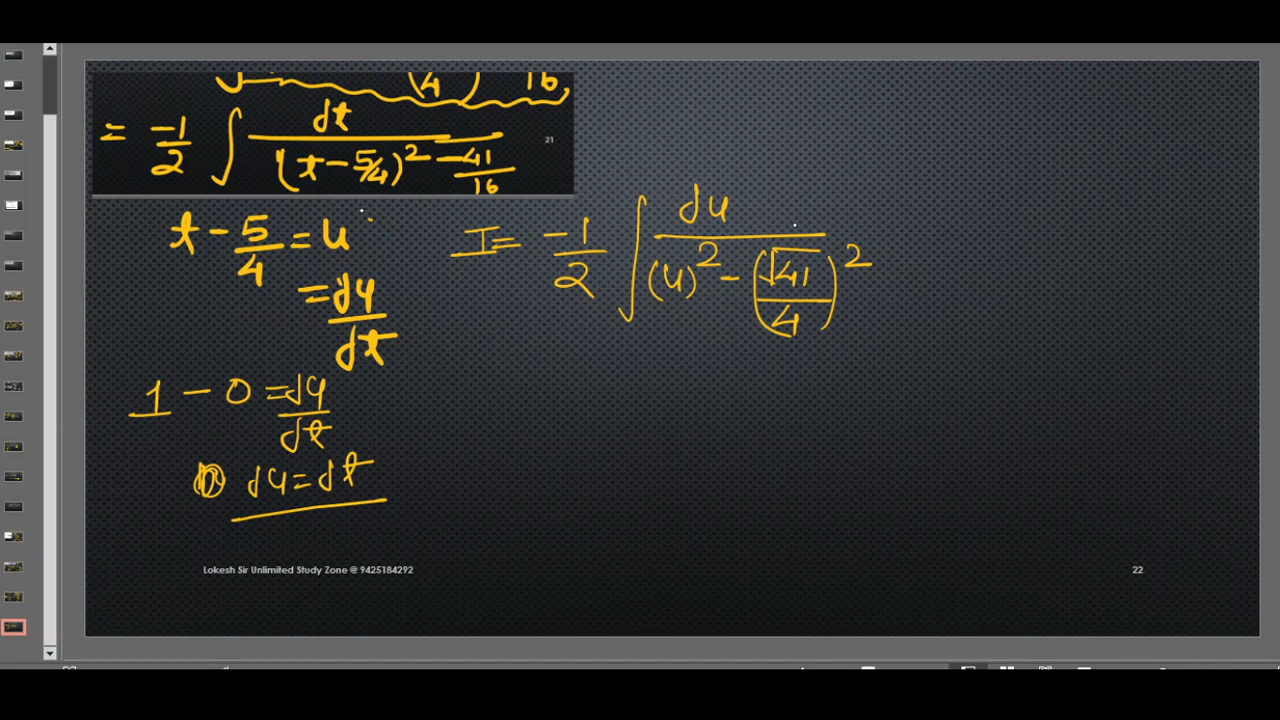 = -1/2 ∫ dt / (t - 5/4)² - 41/16
21
t - 5/4 = u
= du/dt
1 - 0 = du/dt
du = dt
I = -1/2 ∫ du / (u)² - (√41/4)²
Lokesh Sir Unlimited Study Zone @ 9425184292
22